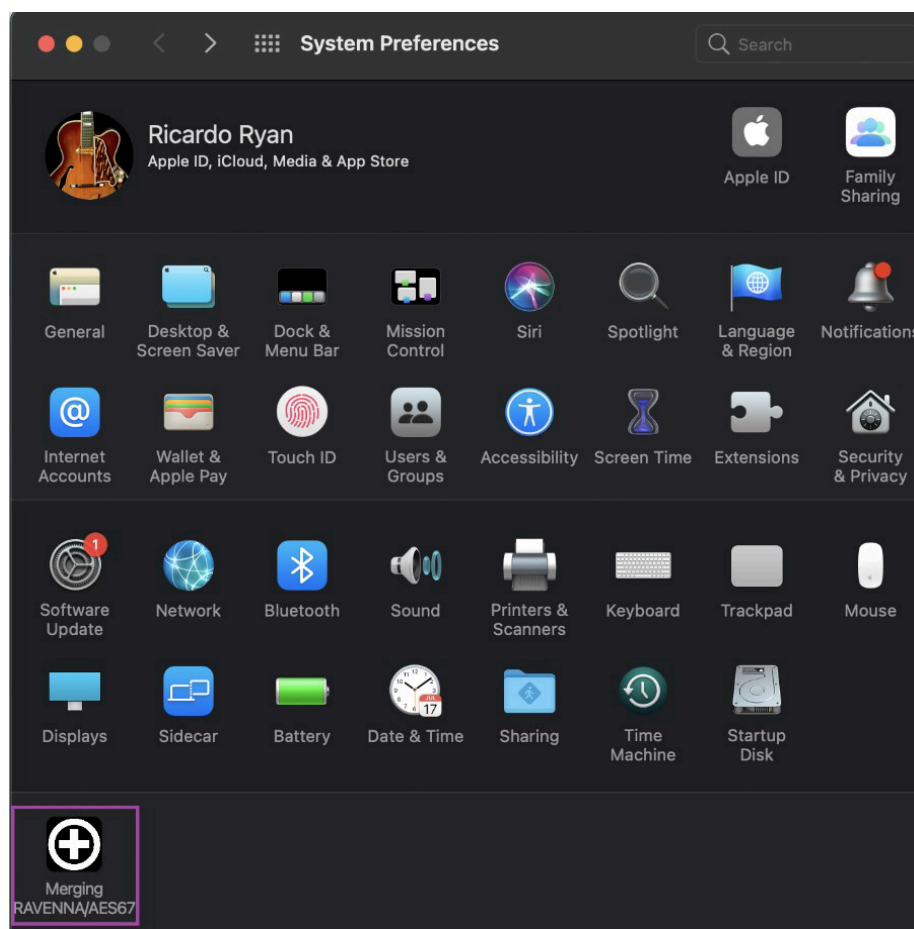 System Preferences
Search
Ricardo Ryan
Apple ID, iCloud, Media & App Store
Apple ID
Family
Sharing
General
Desktop &
Screen Saver
Dock &
Menu Bar
Mission
Control
Siri
Spotlight
Language
& Region
Notifications
Internet
Accounts
Wallet &
Apple Pay
Touch ID
Users &
Groups
Accessibility
Screen Time
Extensions
Security
& Privacy
1
Software
Update
Network
Bluetooth
Sound
Printers &
Scanners
Keyboard
Trackpad
Mouse
Displays
Sidecar
Battery
JUL
17
Date & Time
Sharing
Time
Machine
Startup
Disk
Merging
RAVENNA/AES67